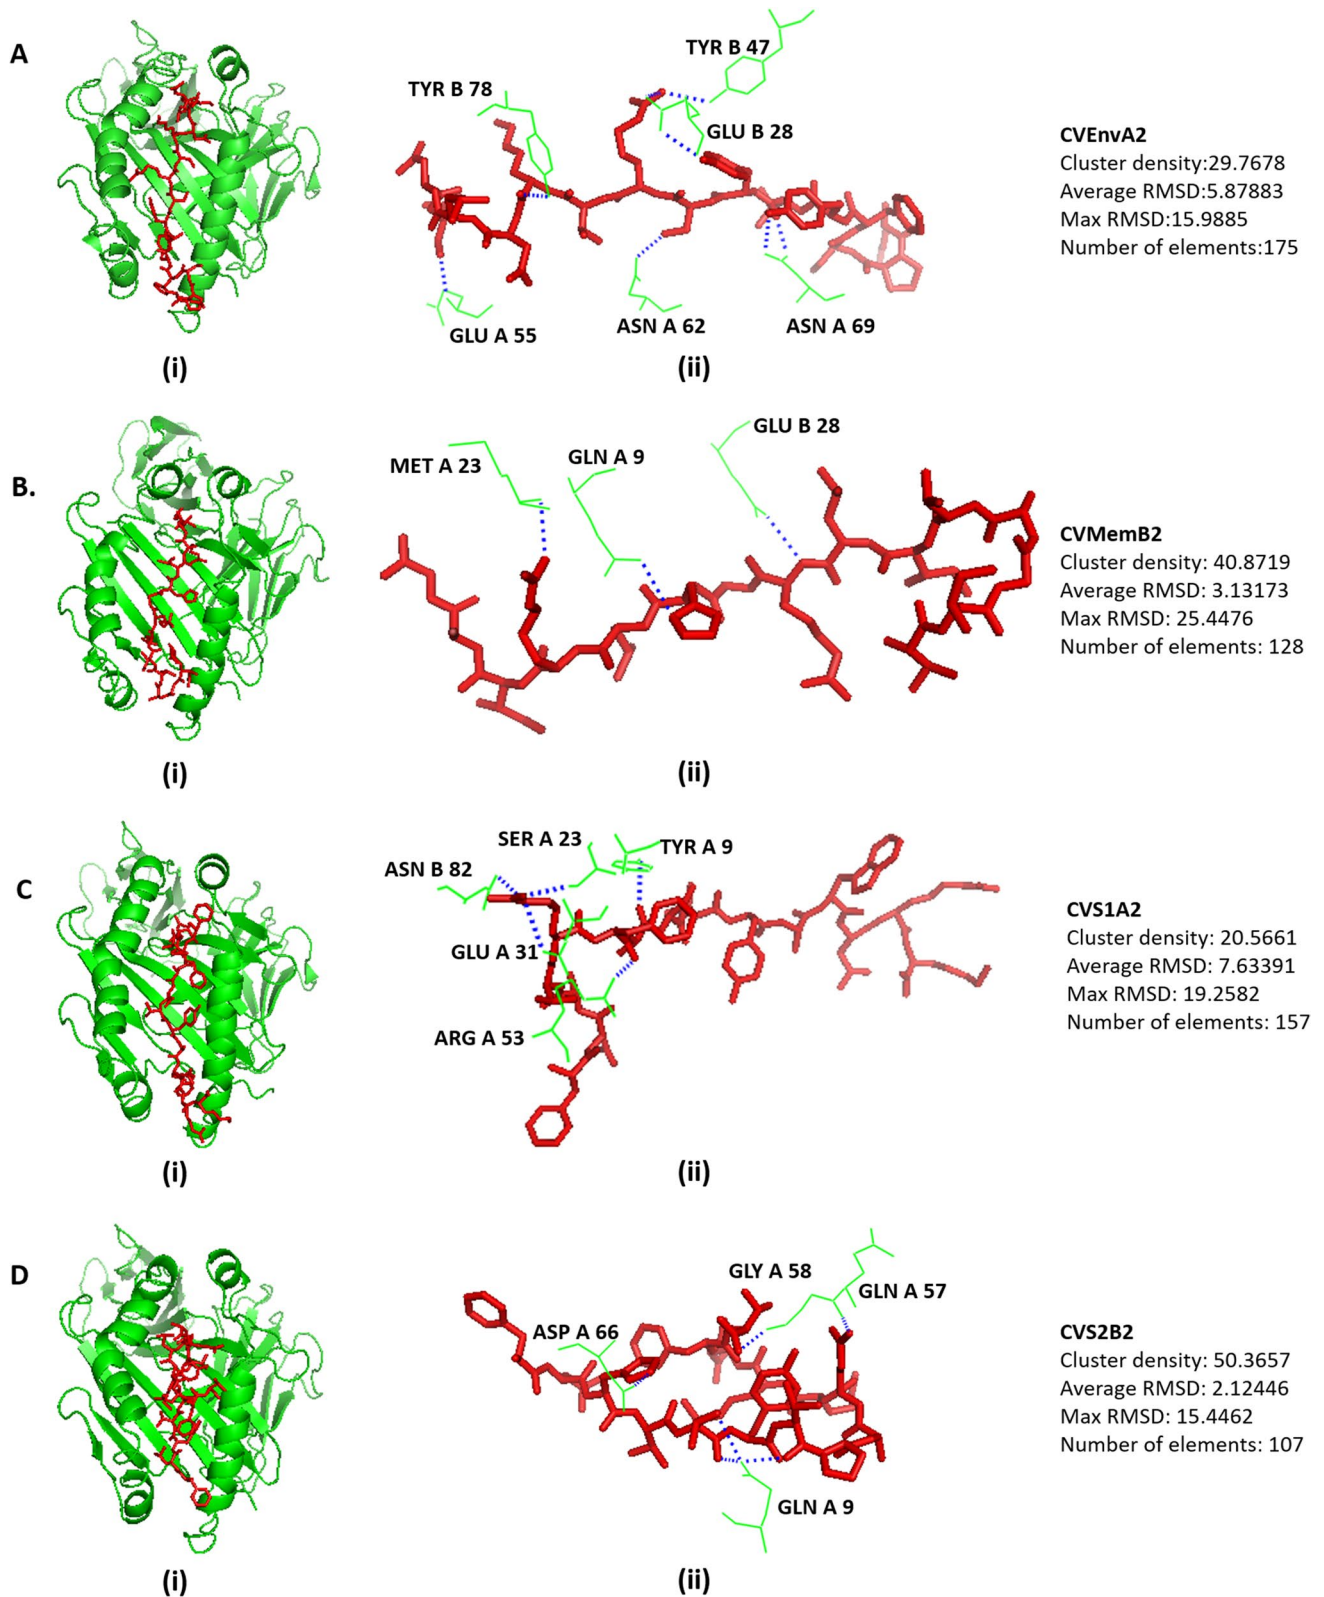 A
TYR B 47
TYR B 78
GLU B 28
GLU A 55
ASN A 62
ASN A 69
(i)
(ii)
CVEnvA2
Cluster density:29.7678
Average RMSD:5.87883
Max RMSD:15.9885
Number of elements:175
B.
MET A 23
GLN A 9
GLU B 28
(i)
(ii)
CVMemB2
Cluster density: 40.8719
Average RMSD: 3.13173
Max RMSD: 25.4476
Number of elements: 128
C
SER A 23
TYR A 9
ASN B 82
GLU A 31
ARG A 53
(i)
(ii)
CVS1A2
Cluster density: 20.5661
Average RMSD: 7.63391
Max RMSD: 19.2582
Number of elements: 157
D
GLY A 58
GLN A 57
ASP A 66
GLN A 9
(i)
(ii)
CVS2B2
Cluster density: 50.3657
Average RMSD: 2.12446
Max RMSD: 15.4462
Number of elements: 107